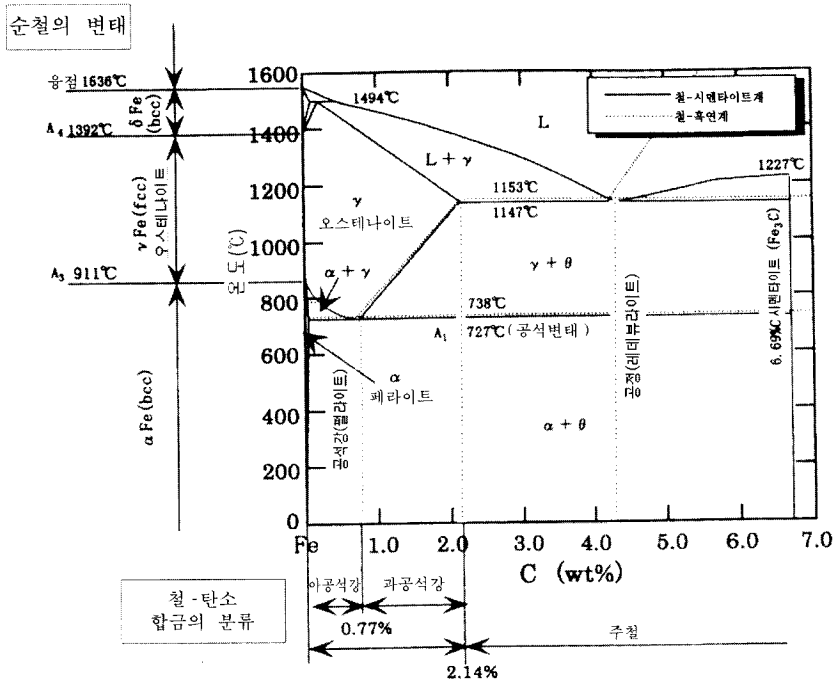 순철의 변태
융점 1636℃
δ Fe
(bcc)
A₄ 1392℃
γ Fe(fcc)
오스테나이트
A₃ 911℃
α Fe(bcc)
온도(℃)
1600
1400
1200
1000
800
600
400
200
0
1494℃
L
철-시멘타이트계
철-흑연계
L + γ
1227℃
1153℃
1147℃
γ
오스테나이트
γ + θ
α + γ
738℃
A₁
727℃(공석변태)
α
페라이트
α + θ
공석강(펄라이트)
공정(레데뷰라이트)
6.69%C 시멘타이트 (Fe₃C)
Fe
1.0
2.0
3.0
4.0
5.0
6.0
7.0
C (wt%)
철-탄소
합금의 분류
아공석강
과공석강
0.77%
주철
2.14%